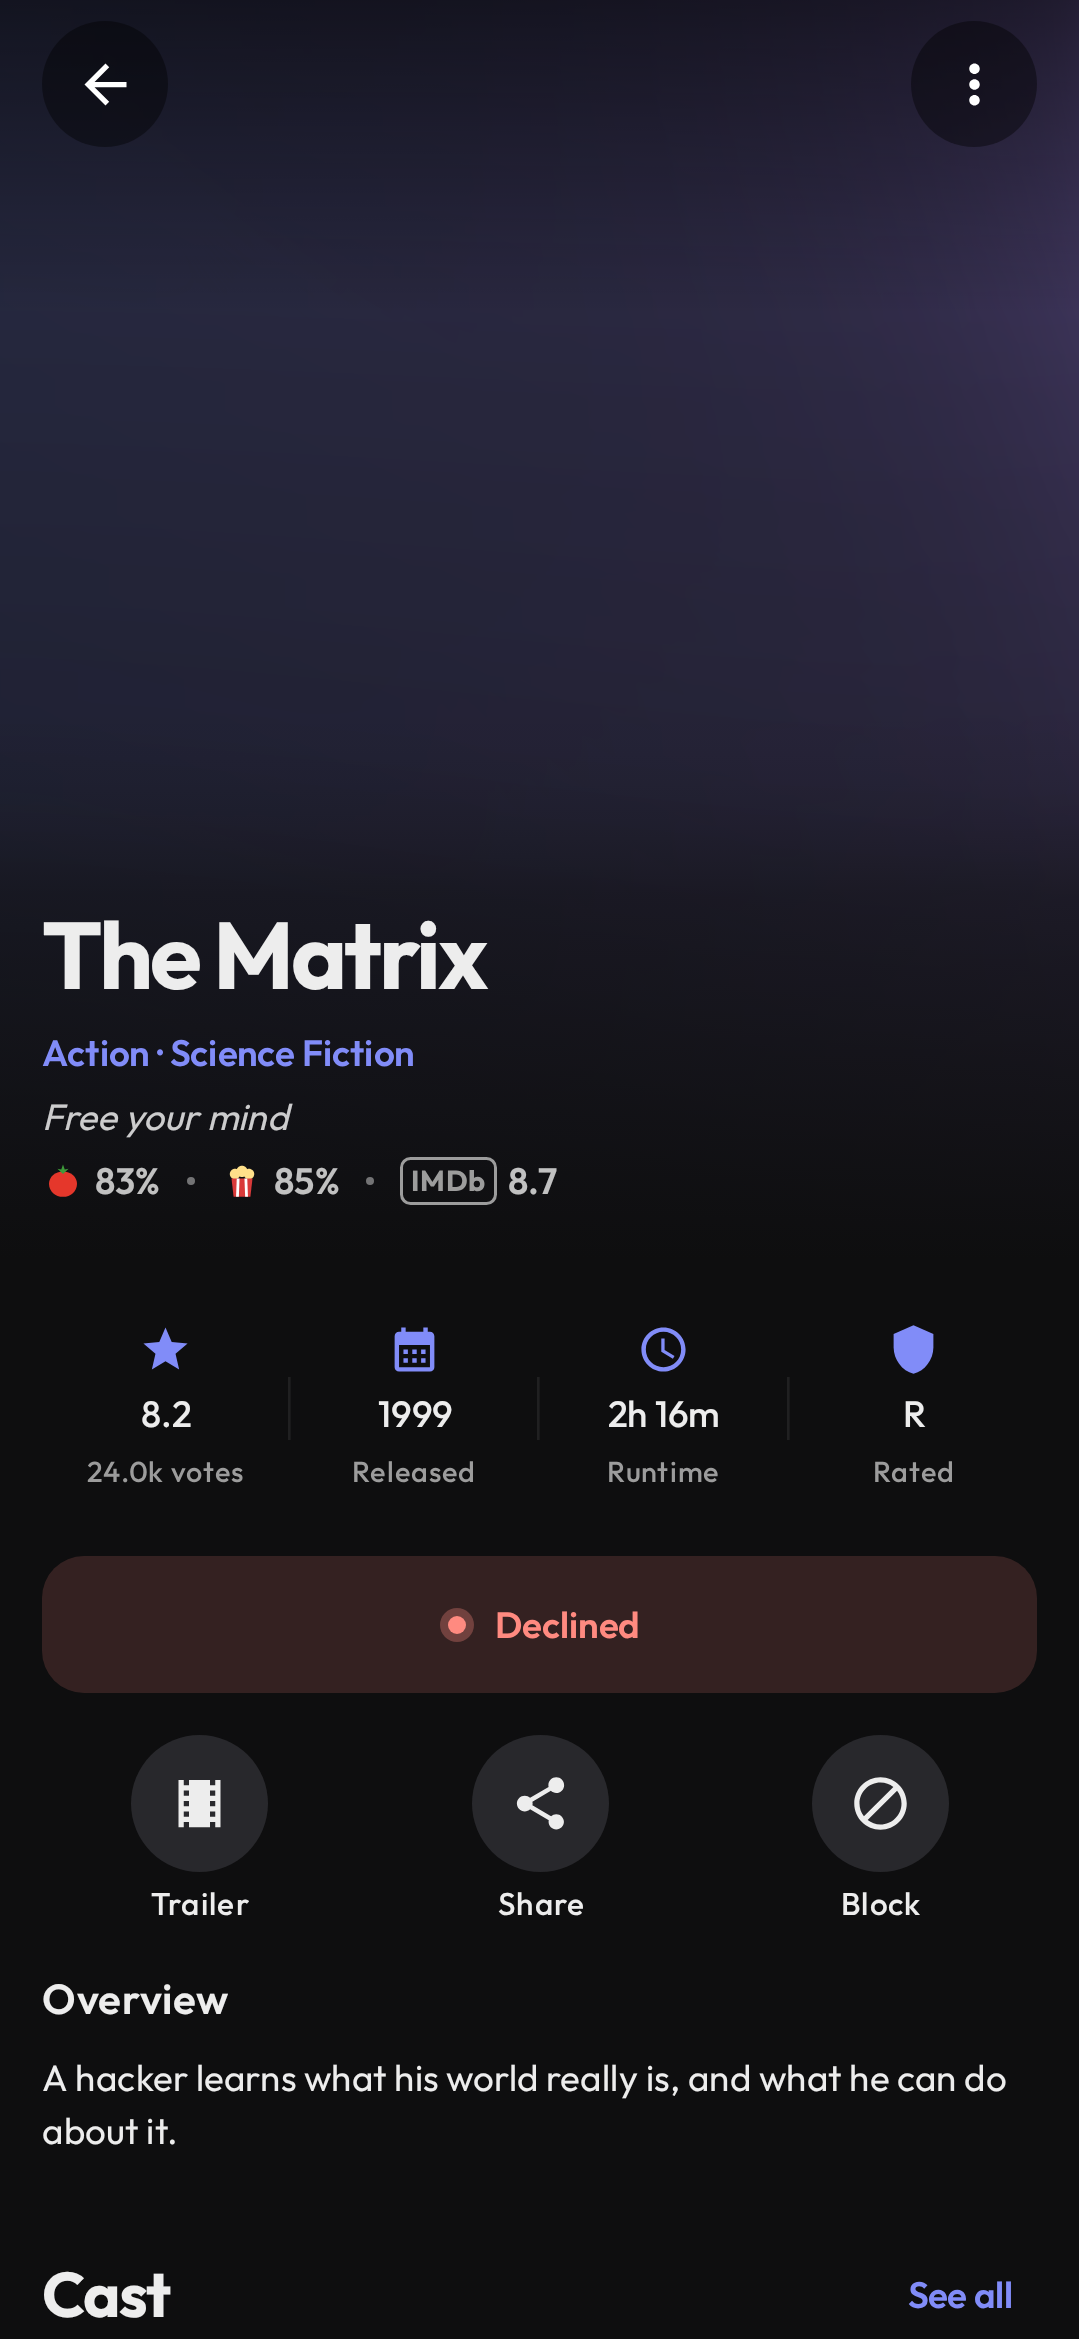 The Matrix
Action · Science Fiction
Free your mind
83% • 85% • IMDb 8.7
8.2
24.0k votes
1999
Released
2h 16m
Runtime
R
Rated
Declined
Trailer
Share
Block
Overview
A hacker learns what his world really is, and what he can do
about it.
Cast
See all